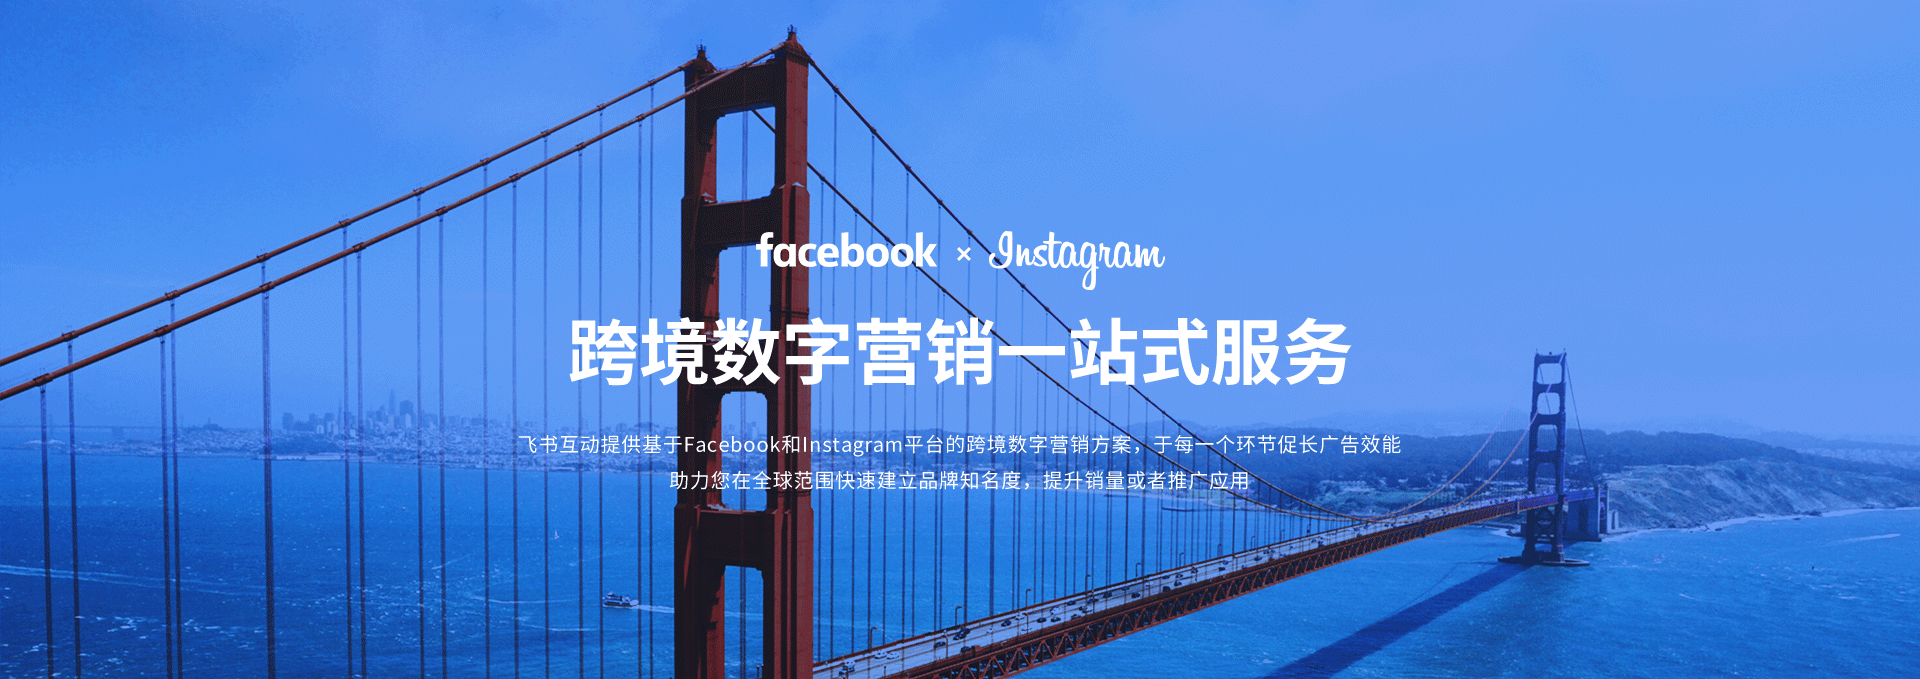 facebook × Instagram
跨境数字营销一站式服务
飞书互动提供基于Facebook和Instagram平台的跨境数字营销方案，于每一个环节促长广告效能
助力您在全球范围快速建立品牌知名度，提升销量或者推广应用